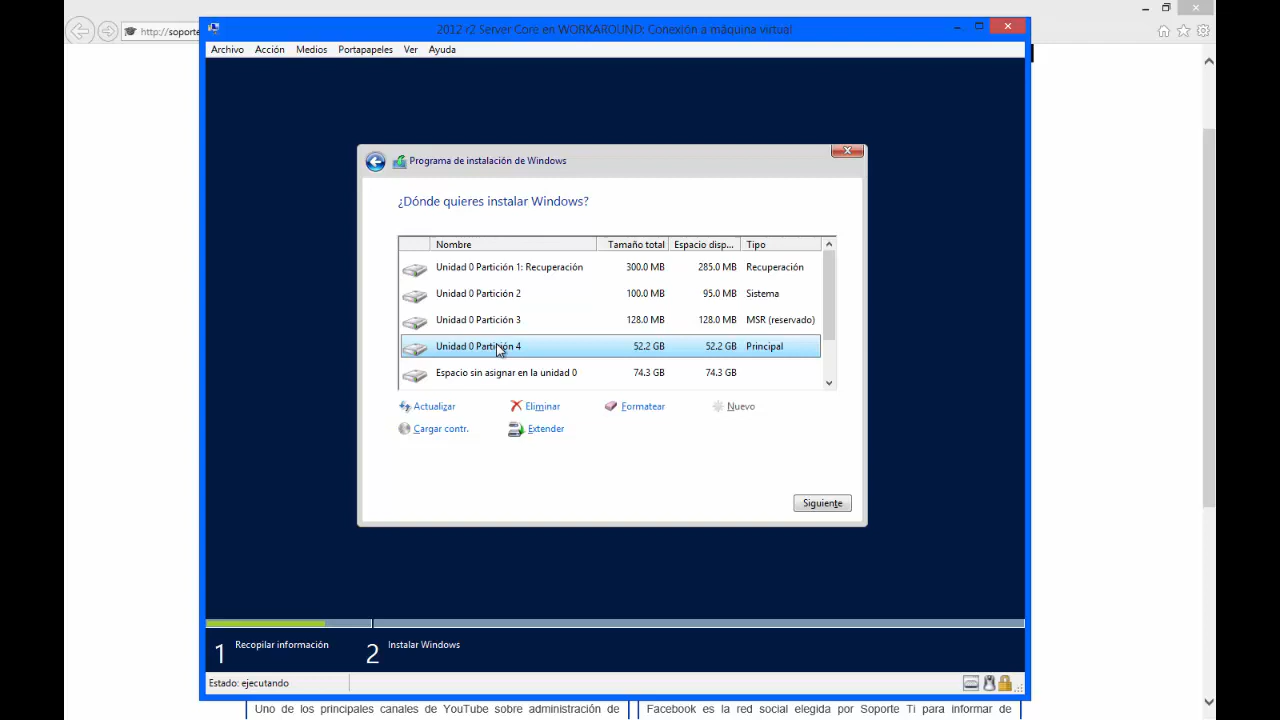 http://soporte
2012 r2 Server Core en WORKAROUND: Conexión a máquina virtual
Archivo Acción Medios Portapapeles Ver Ayuda
Programa de instalación de Windows
¿Dónde quieres instalar Windows?
Nombre Tamaño total Espacio disp... Tipo
Unidad 0 Partición 1: Recuperación 300.0 MB 285.0 MB Recuperación
Unidad 0 Partición 2 100.0 MB 95.0 MB Sistema
Unidad 0 Partición 3 128.0 MB 128.0 MB MSR (reservado)
Unidad 0 Partición 4 52.2 GB 52.2 GB Principal
Espacio sin asignar en la unidad 0 74.3 GB 74.3 GB
Actualizar Eliminar Formatear Nuevo
Cargar contr. Extender
Siguiente
1 Recopilar información 2 Instalar Windows
Estado: ejecutando
Uno de los principales canales de YouTube sobre administración de
Facebook es la red social elegida por Soporte Ti para informar de